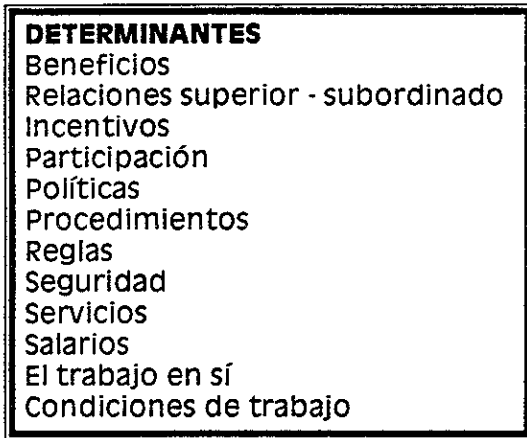 DETERMINANTES
Beneficios
Relaciones superior - subordinado
Incentivos
Participación
Políticas
Procedimientos
Reglas
Seguridad
Servicios
Salarios
El trabajo en sí
Condiciones de trabajo